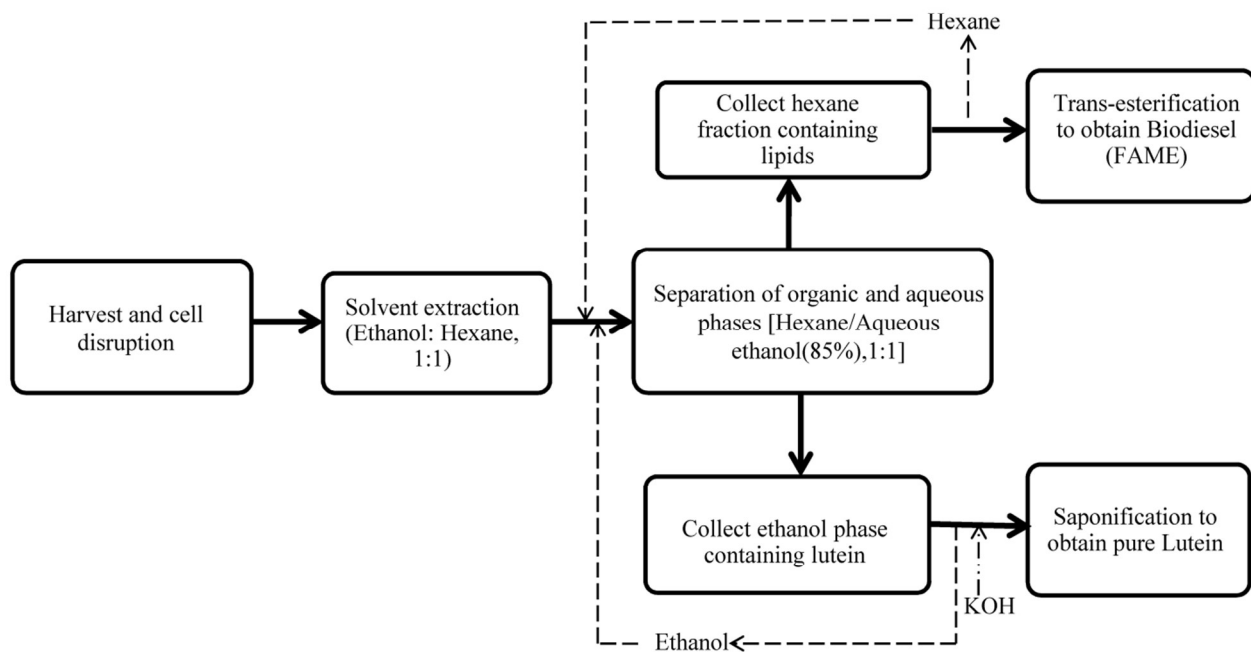 Hexane
Collect hexane
fraction containing
lipids
Trans-esterification
to obtain Biodiesel
(FAME)
Harvest and cell
disruption
Solvent extraction
(Ethanol: Hexane,
1:1)
Separation of organic and aqueous
phases [Hexane/Aqueous
ethanol(85%),1:1]
Collect ethanol phase
containing lutein
Saponification to
obtain pure Lutein
KOH
Ethanol